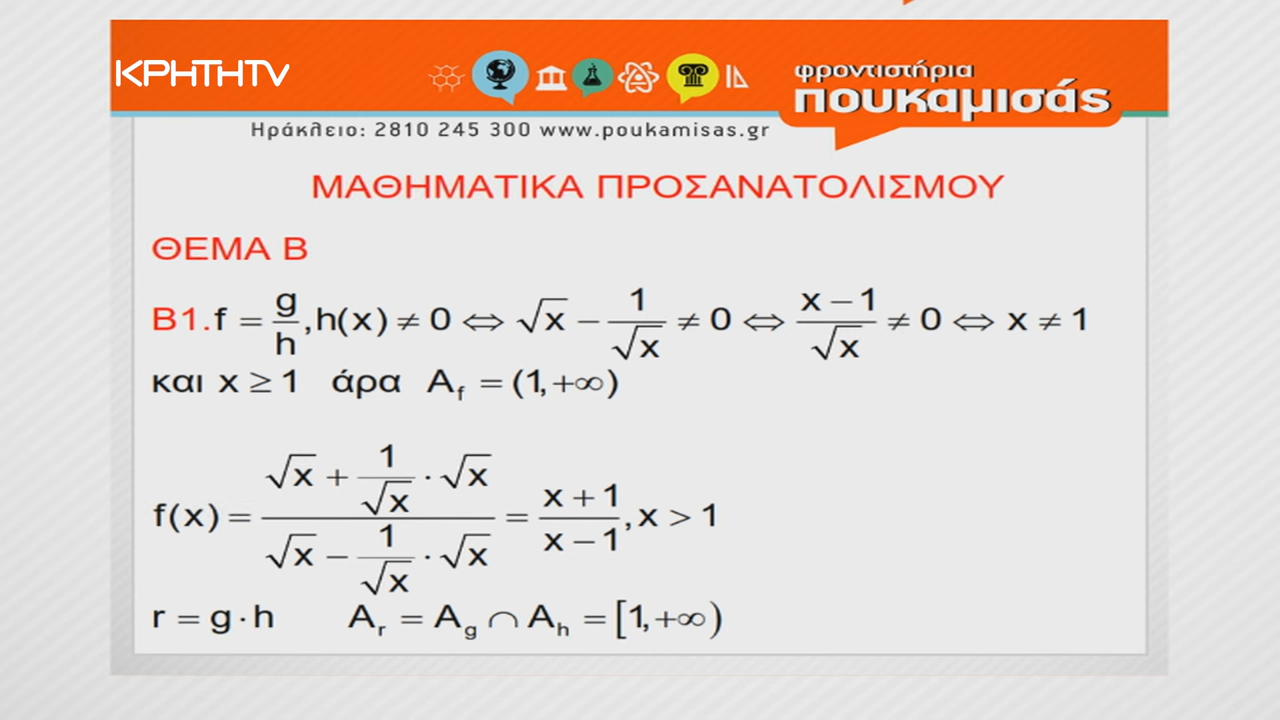 ΚΡΗΤΗTV
φροντιστήρια
πουκαμισάς
Ηράκλειο: 2810 245 300 www.poukamisas.gr
ΜΑΘΗΜΑΤΙΚΑ ΠΡΟΣΑΝΑΤΟΛΙΣΜΟΥ
ΘΕΜΑ Β
Β1. f = g/h, h(x) ≠ 0 ⇔ √x − 1/√x ≠ 0 ⇔ (x − 1)/√x ≠ 0 ⇔ x ≠ 1
και x ≥ 1 άρα A_f = (1, +∞)
f(x) = (√x + 1/√x · √x)/(√x − 1/√x · √x) = (x + 1)/(x − 1), x > 1
r = g · h A_r = A_g ∩ A_h = [1, +∞)